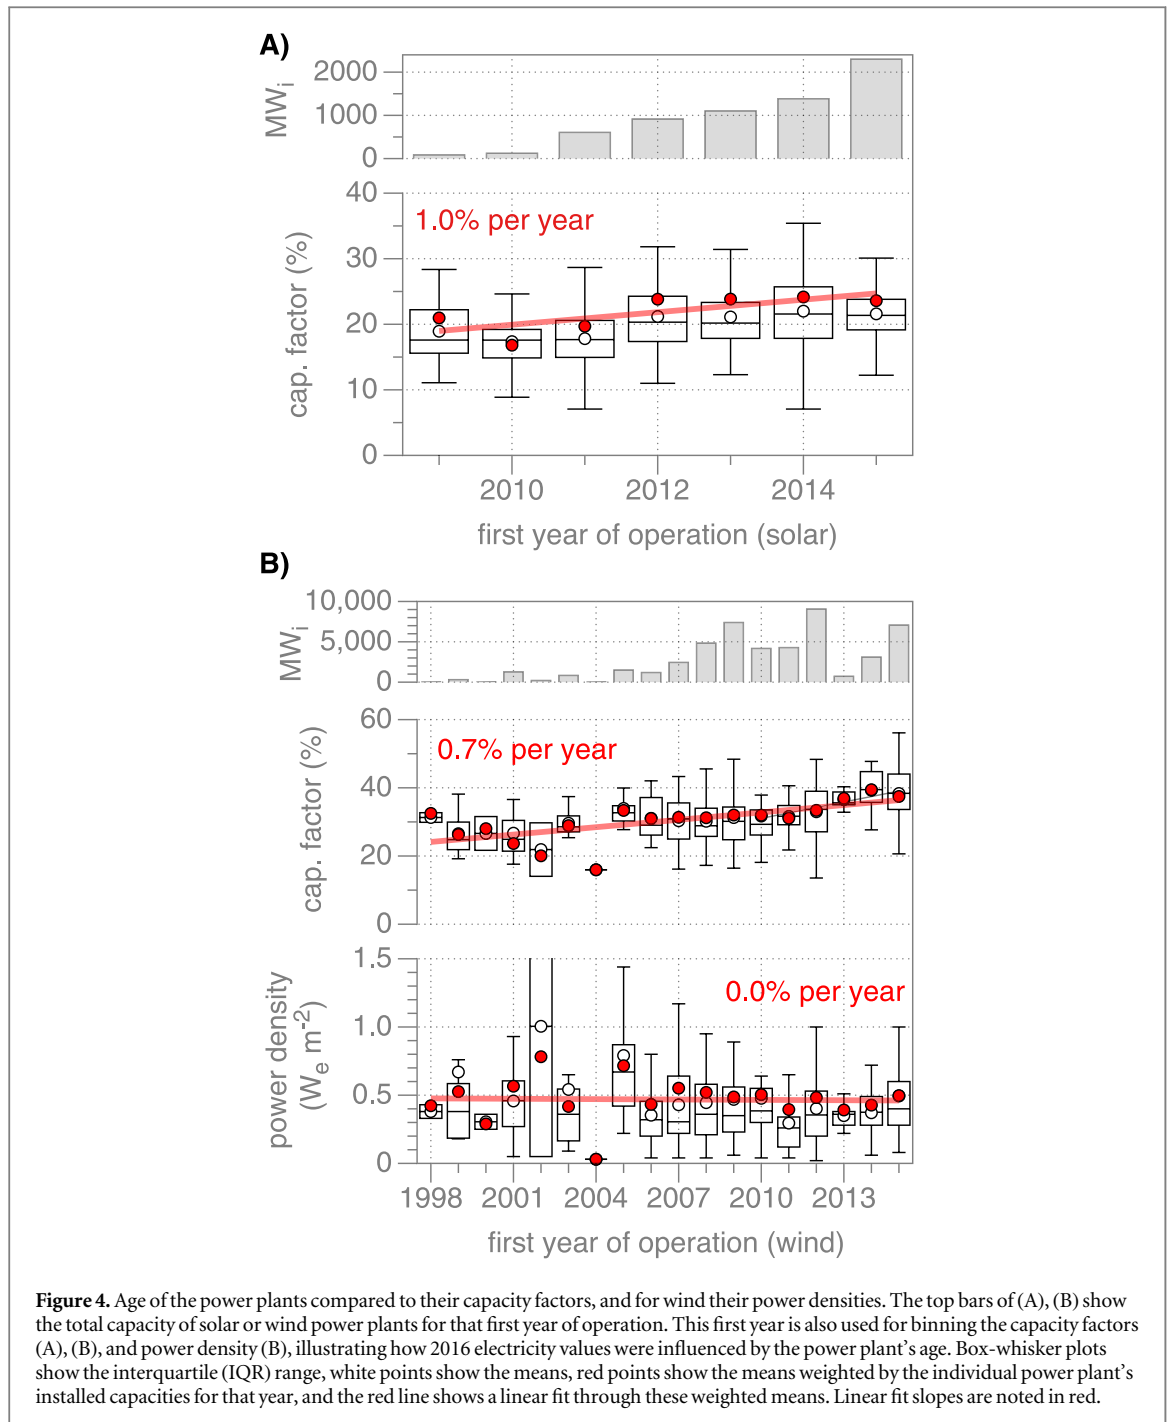 A)
MWi
2000
1000
0
cap. factor (%)
40
30
20
10
0
1.0% per year
2010 2012 2014
first year of operation (solar)
B)
MWi
10,000
5,000
0
cap. factor (%)
60
40
20
0
0.7% per year
power density
(We m-2)
1.5
1.0
0.5
0
0.0% per year
1998 2001 2004 2007 2010 2013
first year of operation (wind)
Figure 4. Age of the power plants compared to their capacity factors, and for wind their power densities. The top bars of (A), (B) show
the total capacity of solar or wind power plants for that first year of operation. This first year is also used for binning the capacity factors
(A), (B), and power density (B), illustrating how 2016 electricity values were influenced by the power plant's age. Box-whisker plots
show the interquartile (IQR) range, white points show the means, red points show the means weighted by the individual power plant's
installed capacities for that year, and the red line shows a linear fit through these weighted means. Linear fit slopes are noted in red.